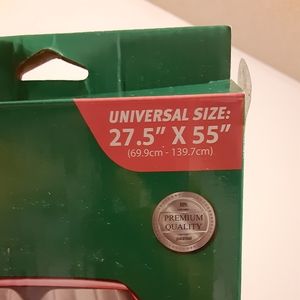 UNIVERSAL SIZE:
27.5" X 55"
(69.9cm - 139.7cm)
PREMIUM
QUALITY